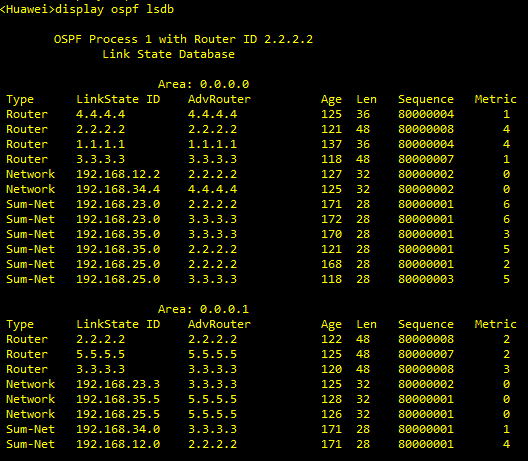 <Huawei>display ospf lsdb
OSPF Process 1 with Router ID 2.2.2.2
Link State Database
Area: 0.0.0.0
Type LinkState ID AdvRouter Age Len Sequence Metric
Router 4.4.4.4 4.4.4.4 125 36 80000004 1
Router 2.2.2.2 2.2.2.2 121 48 80000008 4
Router 1.1.1.1 1.1.1.1 137 36 80000004 4
Router 3.3.3.3 3.3.3.3 118 48 80000007 1
Network 192.168.12.2 2.2.2.2 127 32 80000002 0
Network 192.168.34.4 4.4.4.4 125 32 80000002 0
Sum-Net 192.168.23.0 2.2.2.2 171 28 80000001 6
Sum-Net 192.168.23.0 3.3.3.3 172 28 80000001 6
Sum-Net 192.168.35.0 3.3.3.3 170 28 80000001 3
Sum-Net 192.168.35.0 2.2.2.2 121 28 80000001 5
Sum-Net 192.168.25.0 2.2.2.2 168 28 80000001 2
Sum-Net 192.168.25.0 3.3.3.3 118 28 80000003 5
Area: 0.0.0.1
Type LinkState ID AdvRouter Age Len Sequence Metric
Router 2.2.2.2 2.2.2.2 122 48 80000008 2
Router 5.5.5.5 5.5.5.5 125 48 80000007 2
Router 3.3.3.3 3.3.3.3 120 48 80000008 3
Network 192.168.23.3 3.3.3.3 125 32 80000002 0
Network 192.168.35.5 5.5.5.5 128 32 80000001 0
Network 192.168.25.5 5.5.5.5 126 32 80000001 0
Sum-Net 192.168.34.0 3.3.3.3 171 28 80000001 1
Sum-Net 192.168.12.0 2.2.2.2 171 28 80000001 4